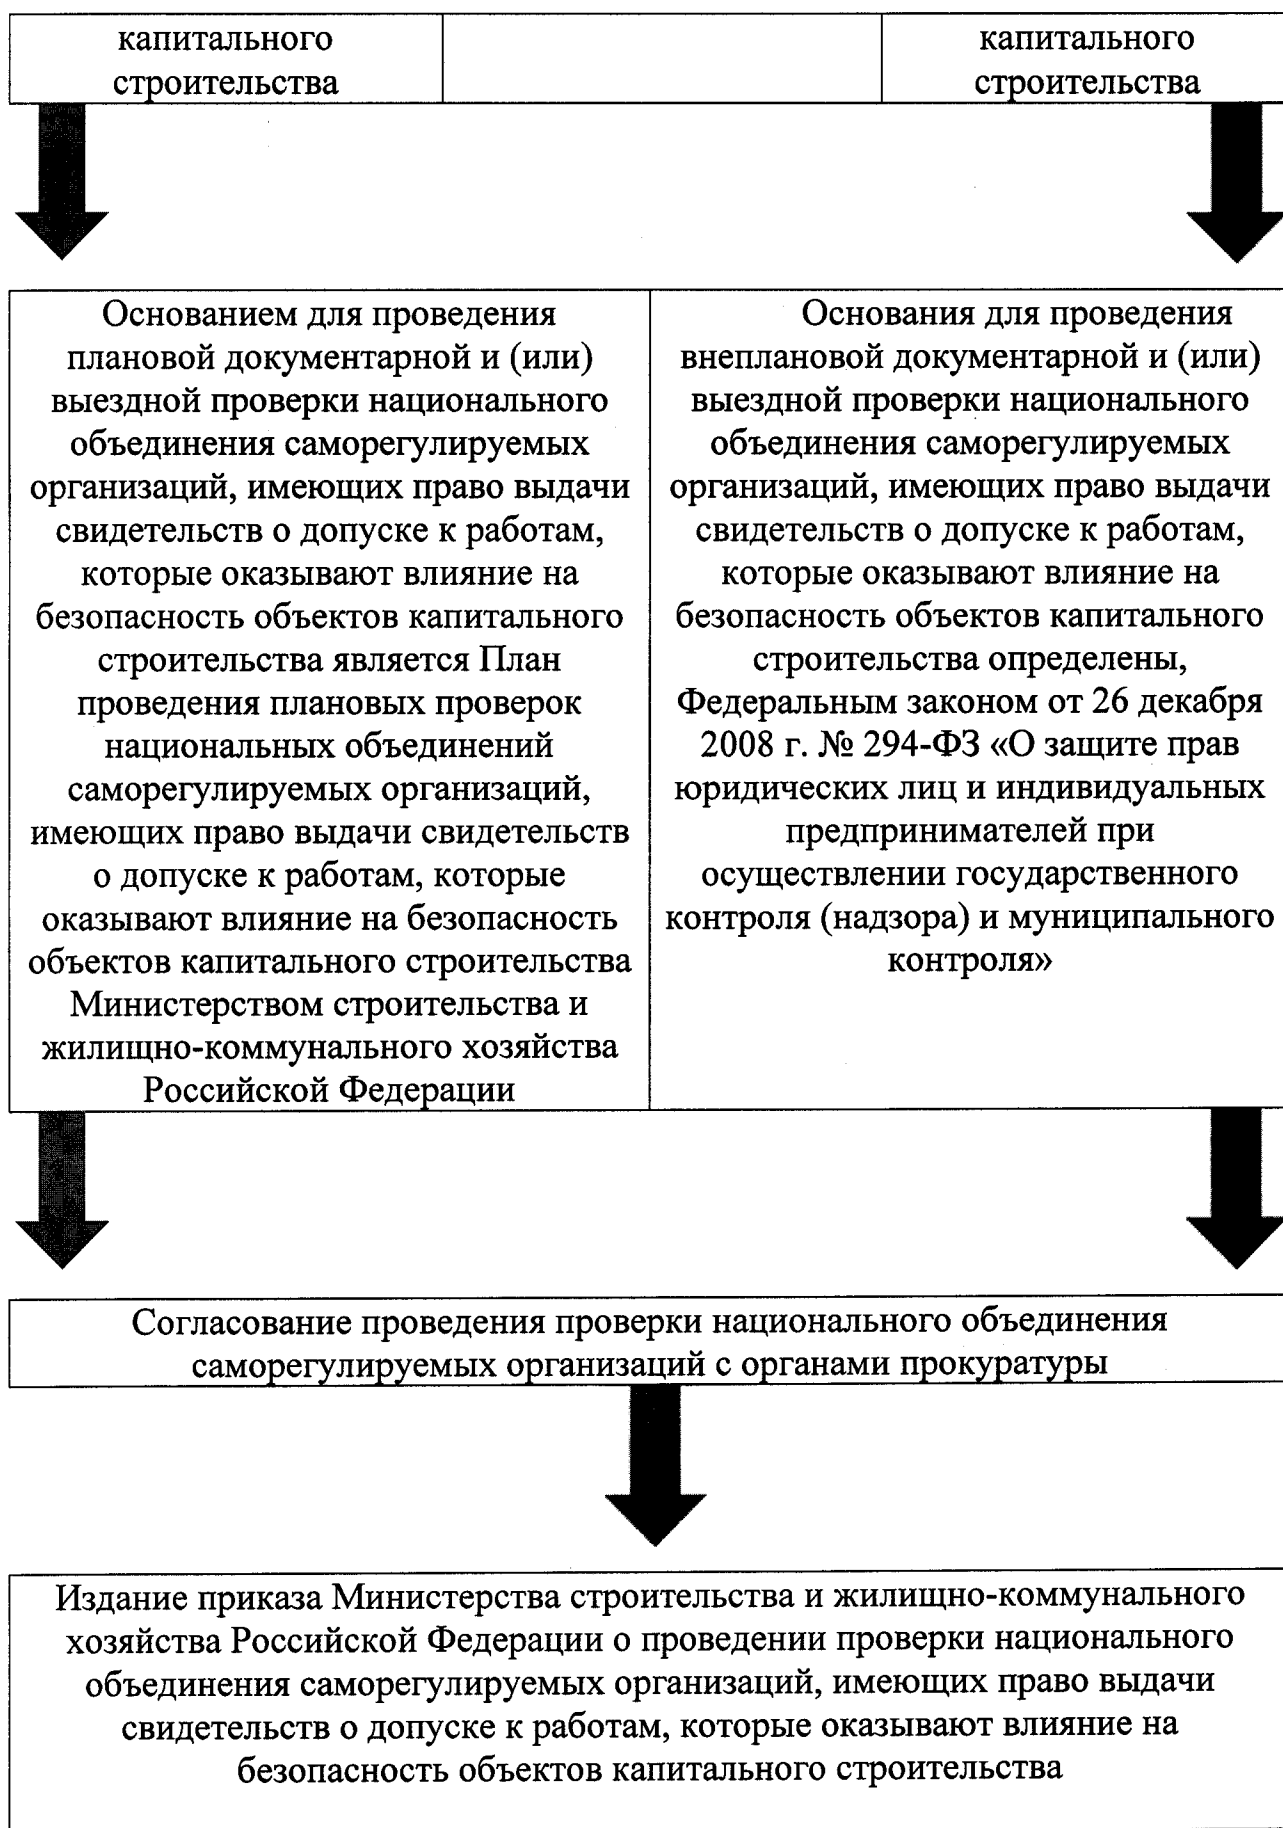 капитального
строительства
капитального
строительства
Основанием для проведения
плановой документарной и (или)
выездной проверки национального
объединения саморегулируемых
организаций, имеющих право выдачи
свидетельств о допуске к работам,
которые оказывают влияние на
безопасность объектов капитального
строительства является План
проведения плановых проверок
национальных объединений
саморегулируемых организаций,
имеющих право выдачи свидетельств
о допуске к работам, которые
оказывают влияние на безопасность
объектов капитального строительства
Министерством строительства и
жилищно-коммунального хозяйства
Российской Федерации
Основания для проведения
внеплановой документарной и (или)
выездной проверки национального
объединения саморегулируемых
организаций, имеющих право выдачи
свидетельств о допуске к работам,
которые оказывают влияние на
безопасность объектов капитального
строительства определены,
Федеральным законом от 26 декабря
2008 г. № 294-ФЗ «О защите прав
юридических лиц и индивидуальных
предпринимателей при
осуществлении государственного
контроля (надзора) и муниципального
контроля»
Согласование проведения проверки национального объединения
саморегулируемых организаций с органами прокуратуры
Издание приказа Министерства строительства и жилищно-коммунального
хозяйства Российской Федерации о проведении проверки национального
объединения саморегулируемых организаций, имеющих право выдачи
свидетельств о допуске к работам, которые оказывают влияние на
безопасность объектов капитального строительства